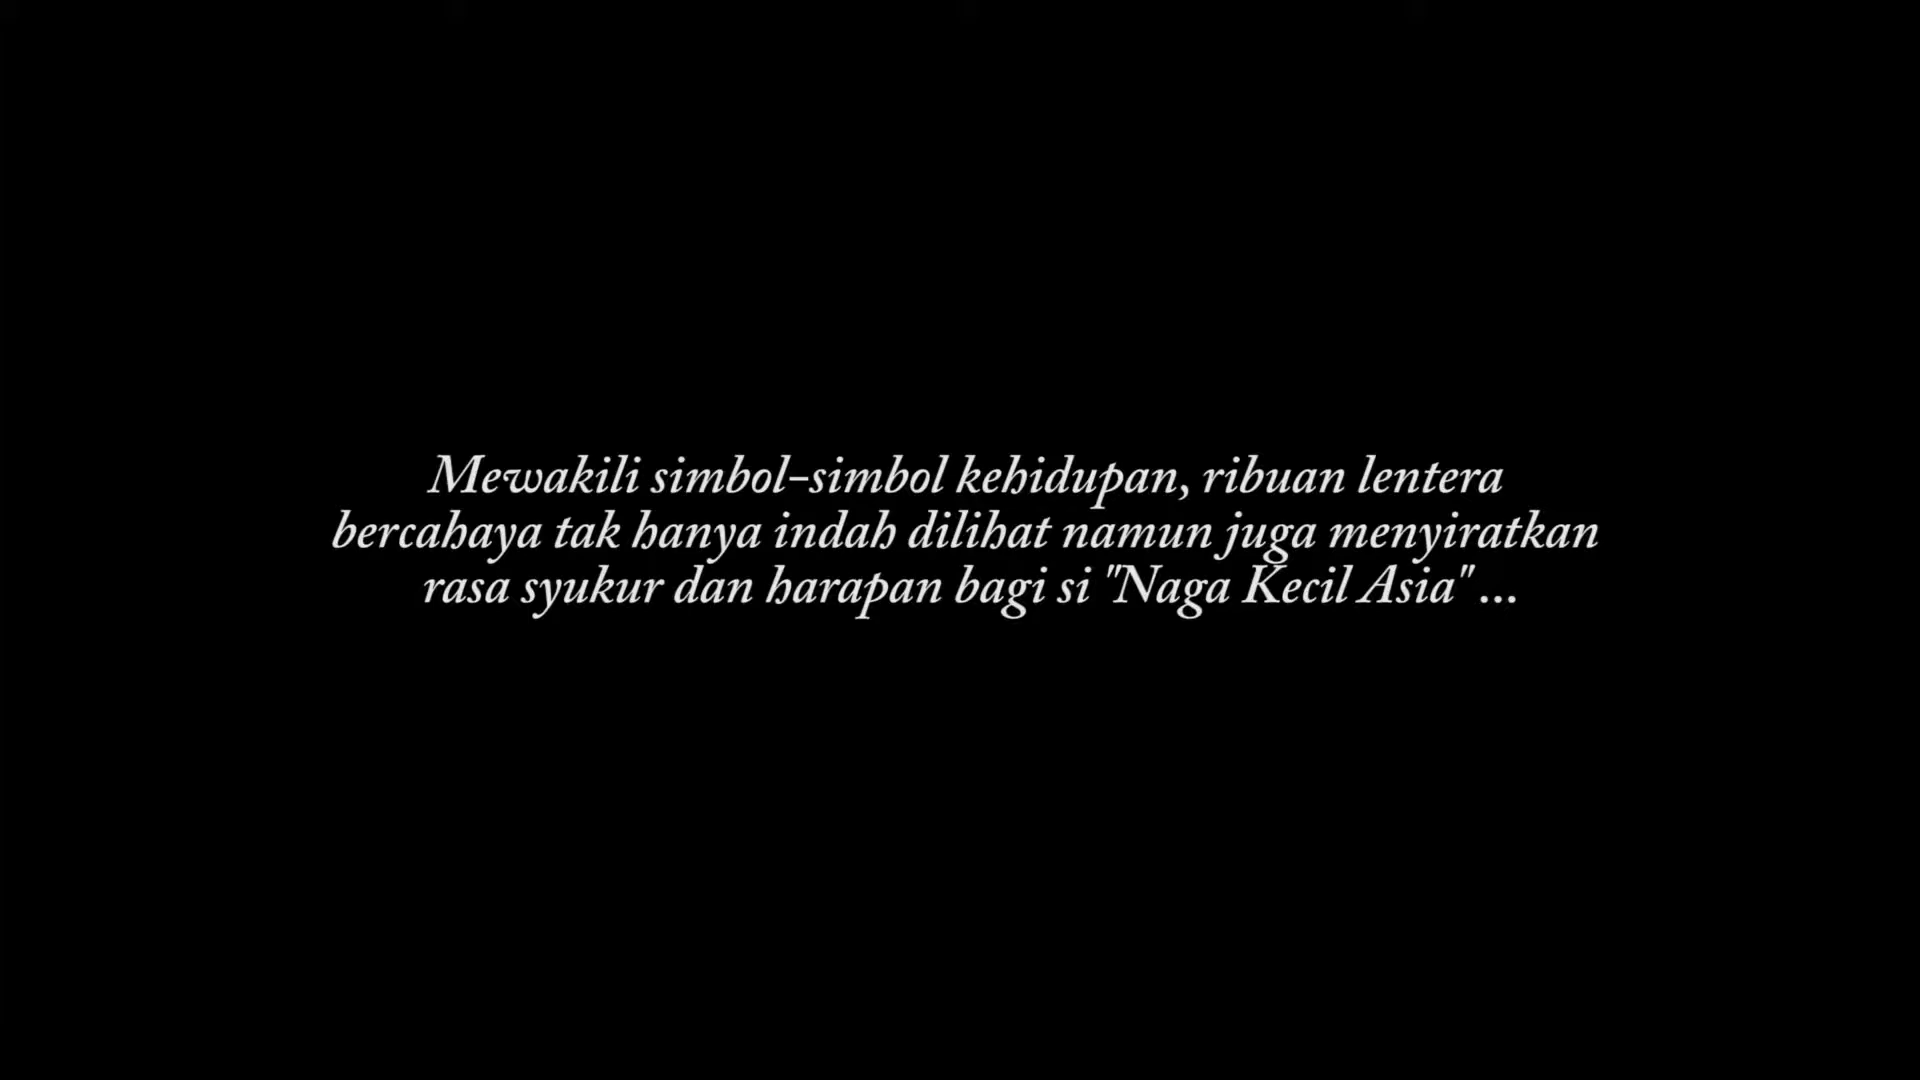 Mewakili simbol-simbol kehidupan, ribuan lentera
bercahaya tak hanya indah dilihat namun juga menyiratkan
rasa syukur dan harapan bagi si "Naga Kecil Asia" ...